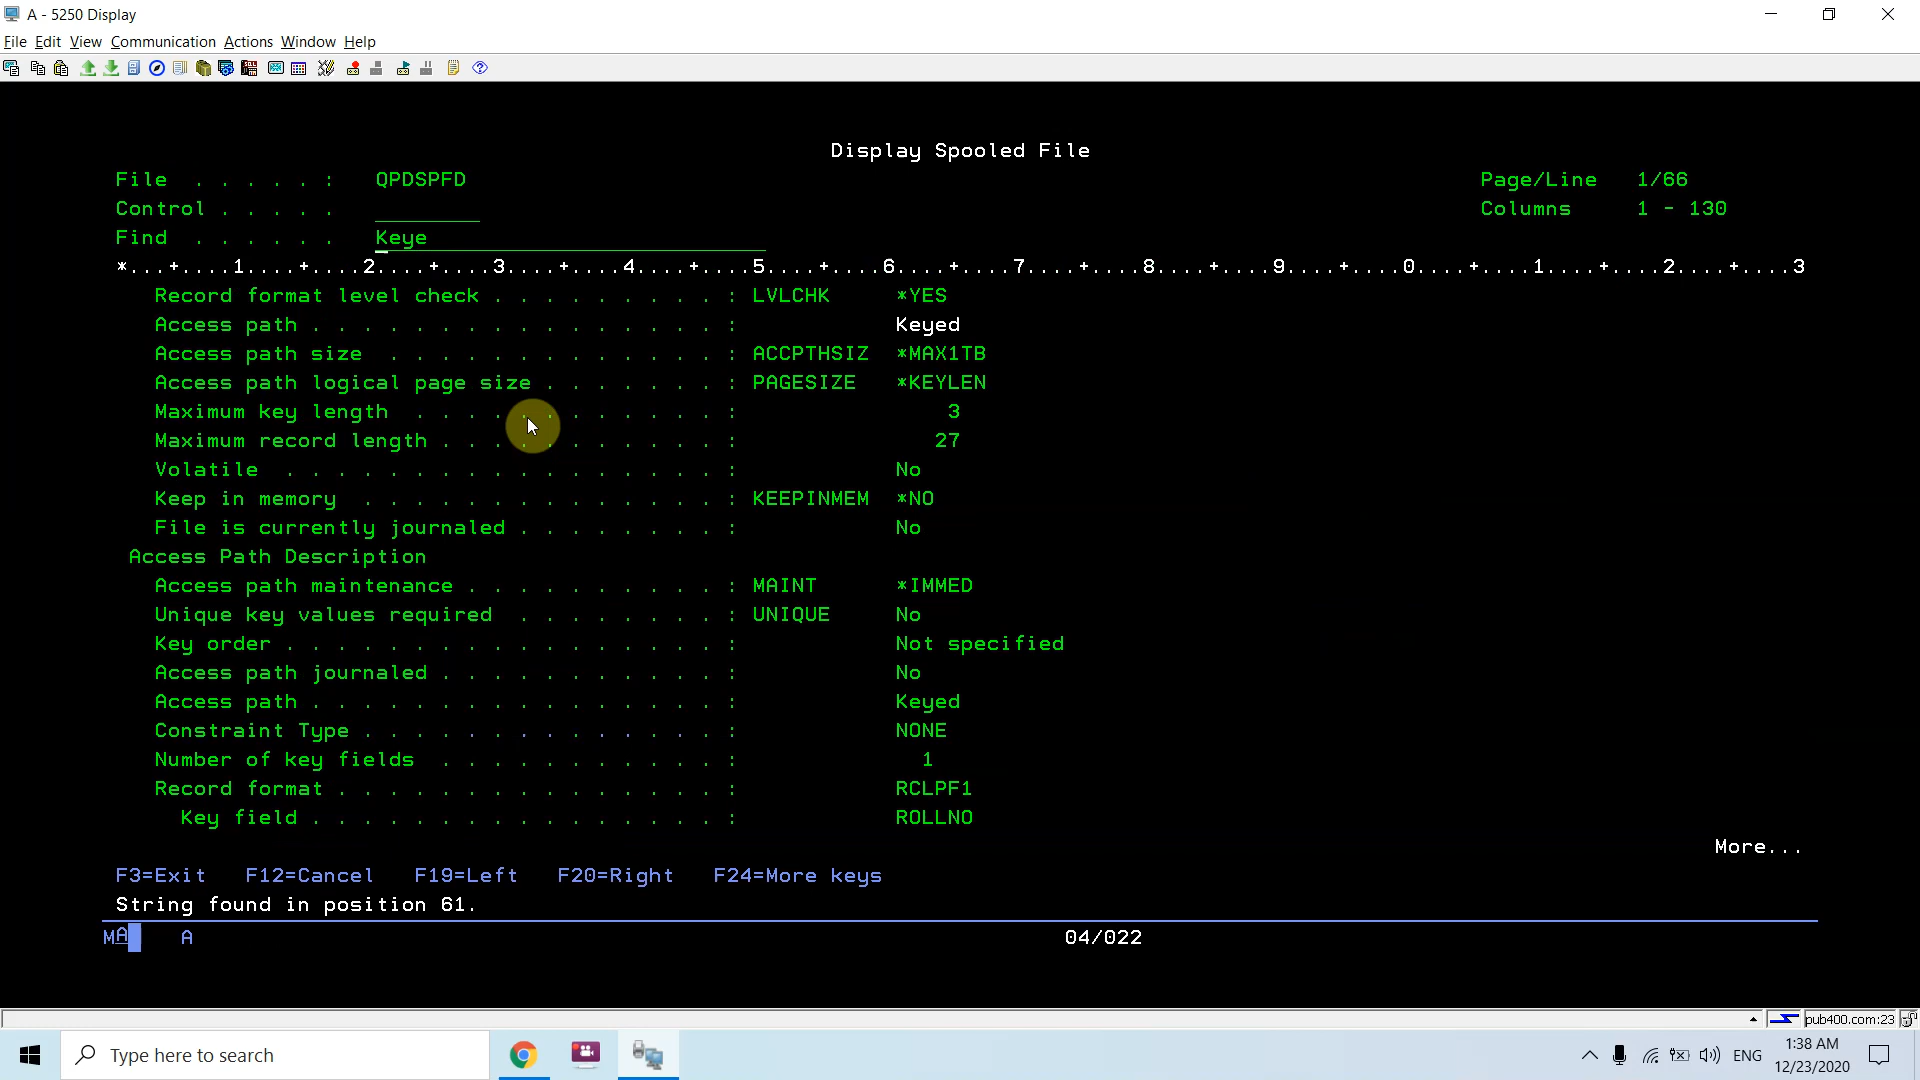 A - 5250 Display
File Edit View Communication Actions Window Help
Display Spooled File
File . . . . . : QPDSPFD Page/Line 1/66
Control . . . . . Columns 1 - 130
Find . . . . . . Keye
*...+....1....+....2....+....3....+....4....+....5....+....6....+....7....+....8....+....9....+....0....+....1....+....2....+....3
Record format level check . . . . . . . . . . : LVLCHK *YES
Access path . . . . . . . . . . . . . . . . . : Keyed
Access path size . . . . . . . . . . . . . . : ACCPTHSIZ *MAX1TB
Access path logical page size . . . . . . . . : PAGESIZE *KEYLEN
Maximum key length . . . . . . . . . . . . . : 3
Maximum record length . . . . . . . . . . . . : 27
Volatile . . . . . . . . . . . . . . . . . . : No
Keep in memory . . . . . . . . . . . . . . . : KEEPINMEM *NO
File is currently journaled . . . . . . . . . : No
Access Path Description
Access path maintenance . . . . . . . . . . . : MAINT *IMMED
Unique key values required . . . . . . . . . : UNIQUE No
Key order . . . . . . . . . . . . . . . . . . : Not specified
Access path journaled . . . . . . . . . . . . : No
Access path . . . . . . . . . . . . . . . . . : Keyed
Constraint Type . . . . . . . . . . . . . . . : NONE
Number of key fields . . . . . . . . . . . . : 1
Record format . . . . . . . . . . . . . . . . : RCLPF1
Key field . . . . . . . . . . . . . . . . . : ROLLNO
More...
F3=Exit F12=Cancel F19=Left F20=Right F24=More keys
String found in position 61.
MA A 04/022
pub400.com:23
Type here to search
ENG
1:38 AM
12/23/2020